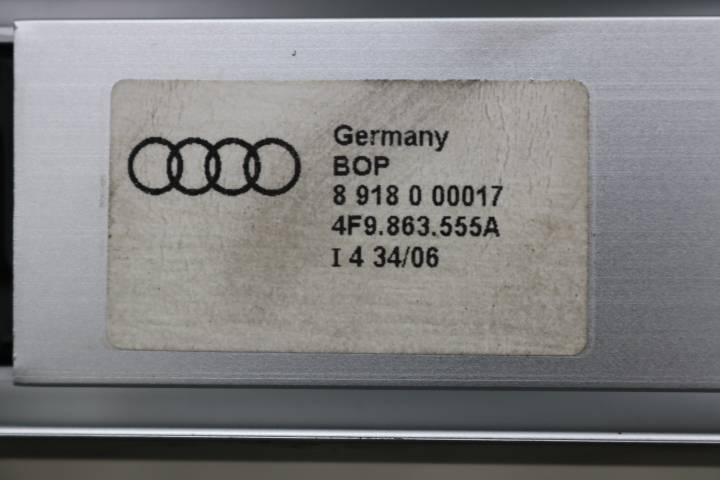 Germany
BOP
8 918 0 00017
4F9.863.555A
I 4 34/06